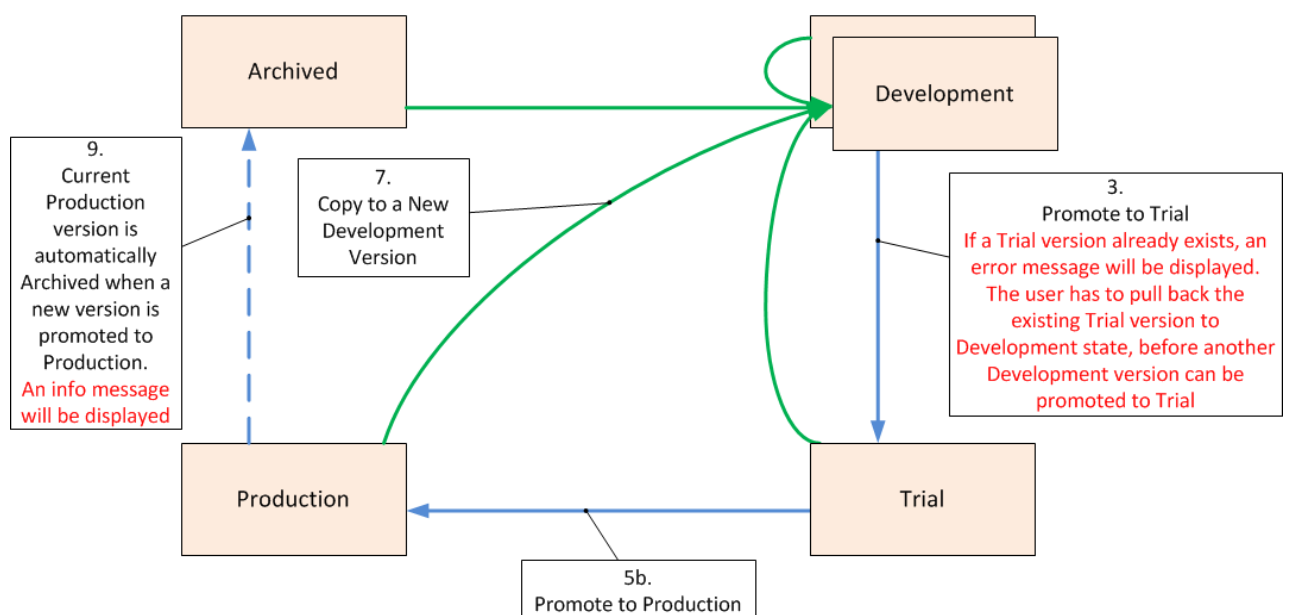 Archived
Development
9.
Current
Production
version is
automatically
Archived when a
new version is
promoted to
Production.
An info message
will be displayed
7.
Copy to a New
Development
Version
3.
Promote to Trial
If a Trial version already exists, an
error message will be displayed.
The user has to pull back the
existing Trial version to
Development state, before another
Development version can be
promoted to Trial
Production
Trial
5b.
Promote to Production